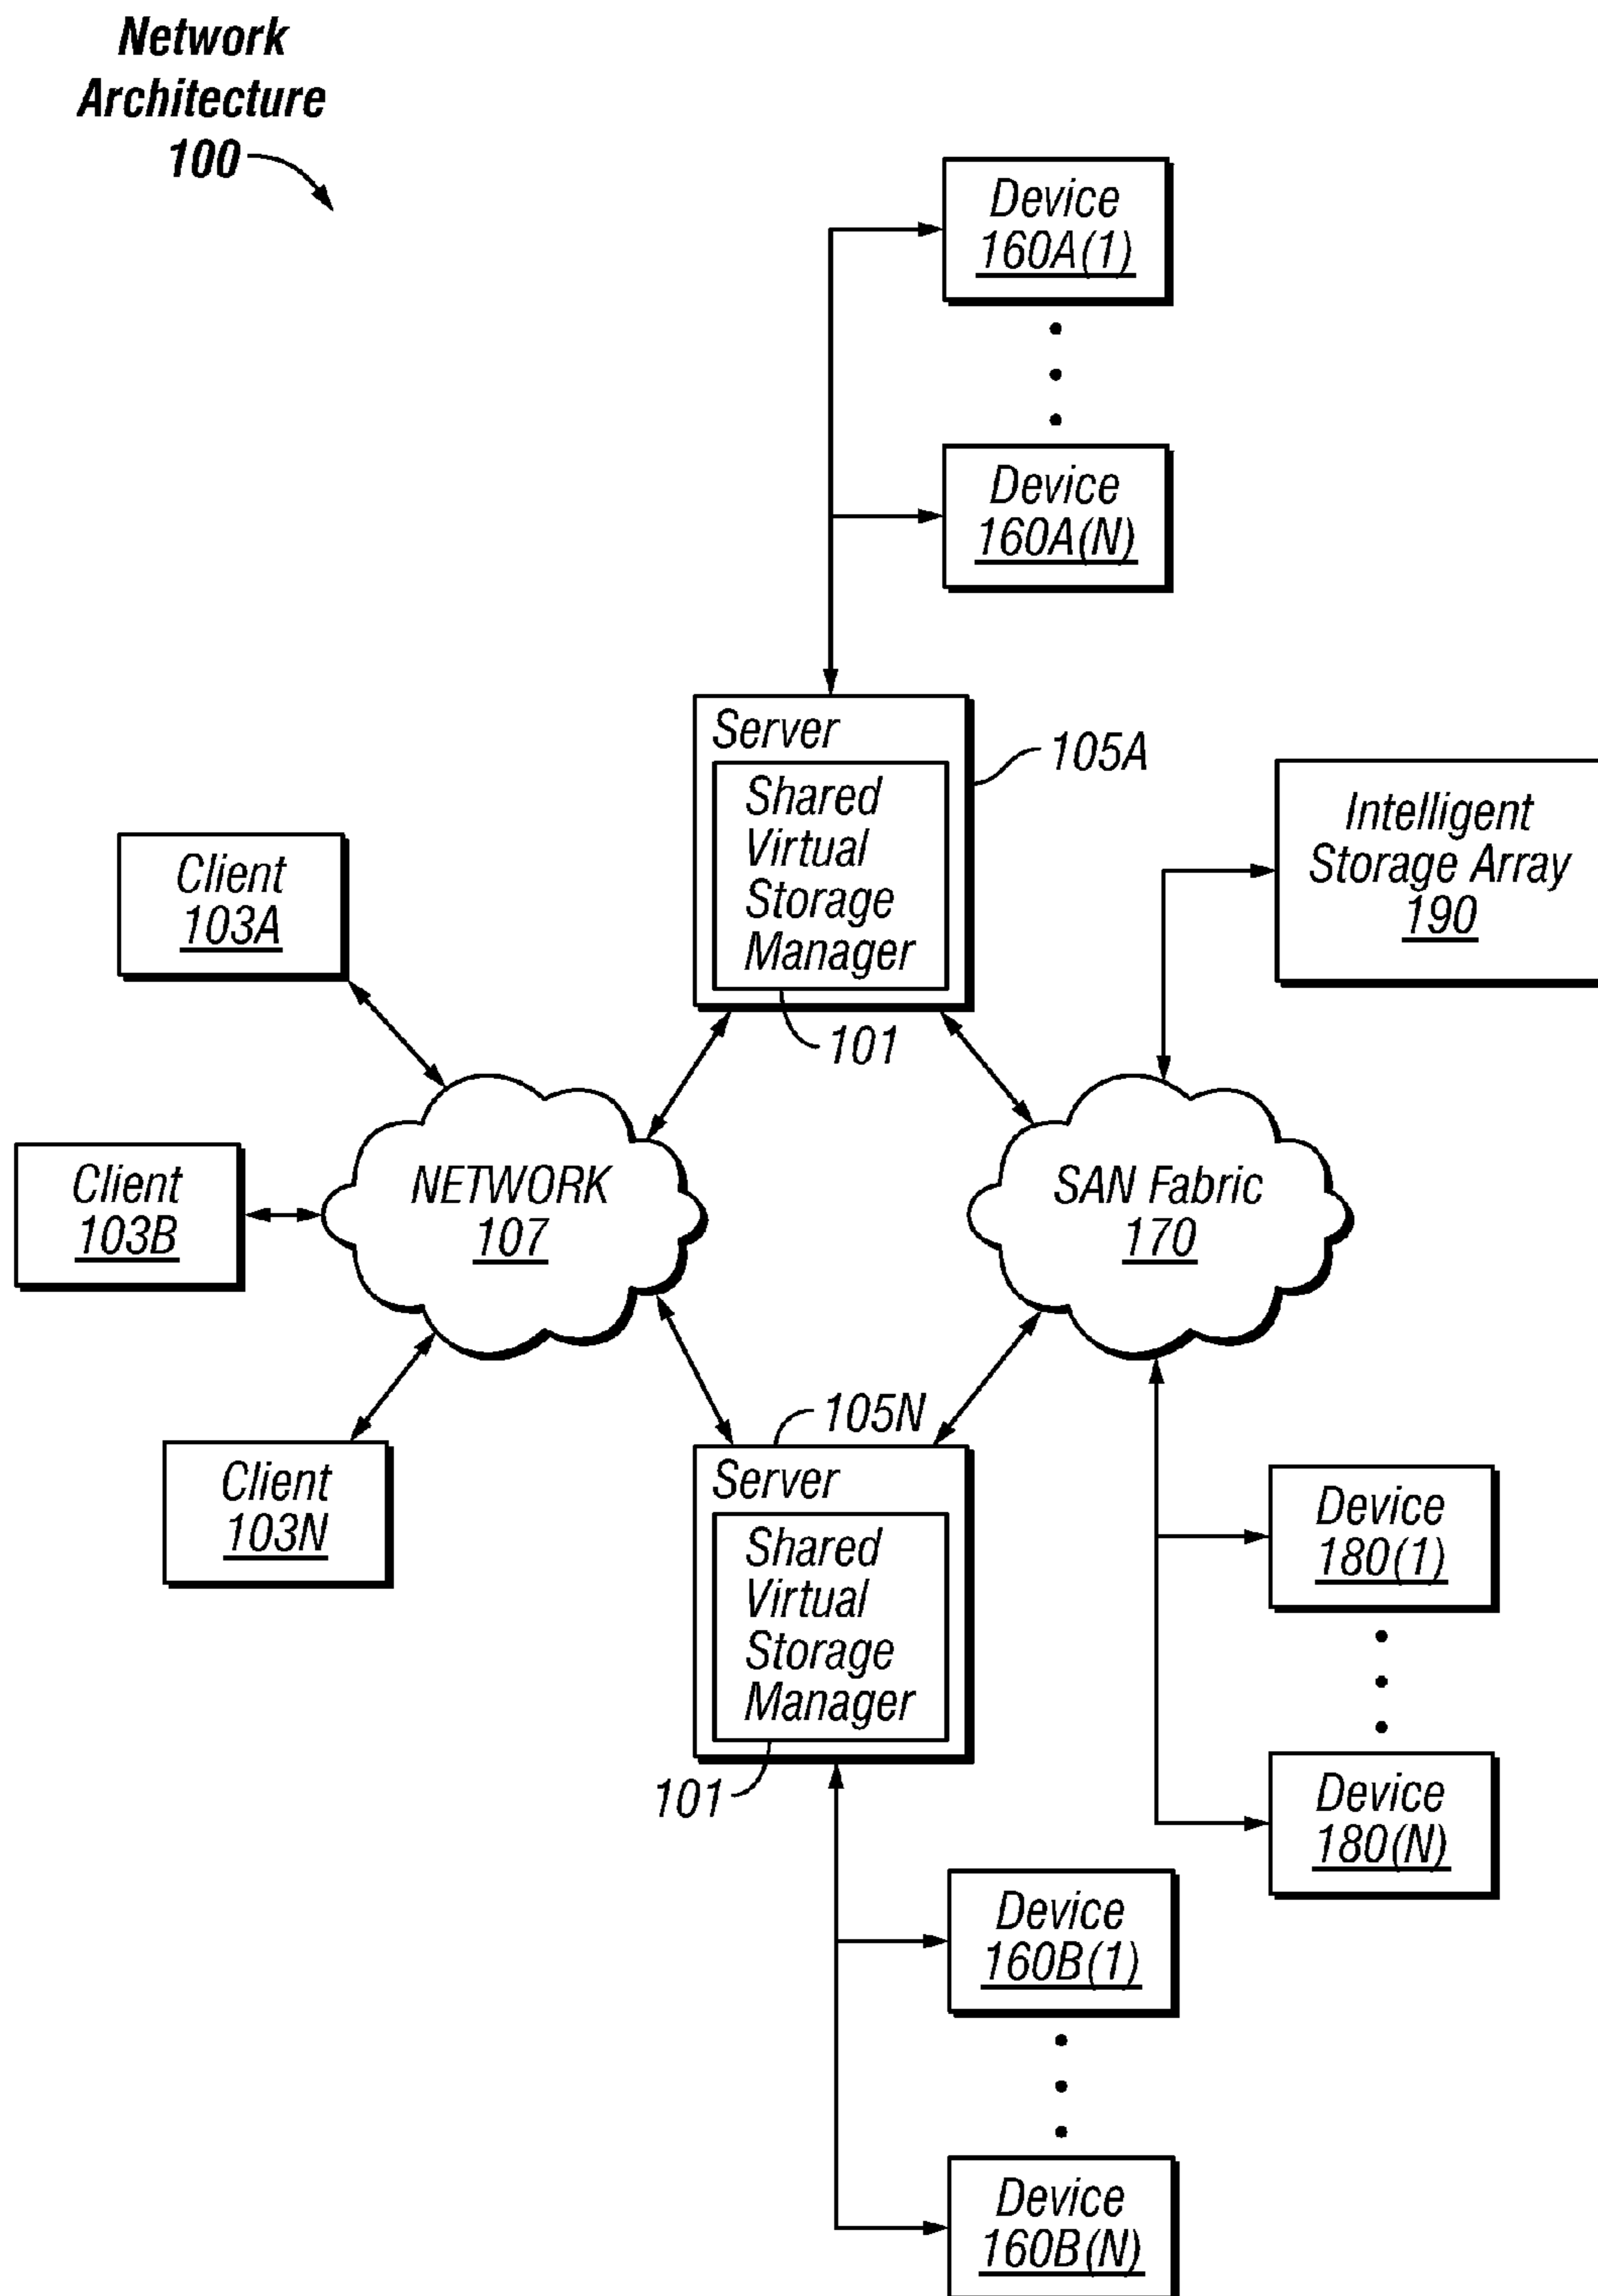 Network
Architecture
100
Device
160A(1)
Device
160A(N)
Server
105A
Shared
Virtual
Storage
Manager
101
Intelligent
Storage Array
190
Client
103A
Client
103B
NETWORK
107
SAN Fabric
170
Client
103N
105N
Server
Shared
Virtual
Storage
Manager
101
Device
180(1)
Device
180(N)
Device
160B(1)
Device
160B(N)